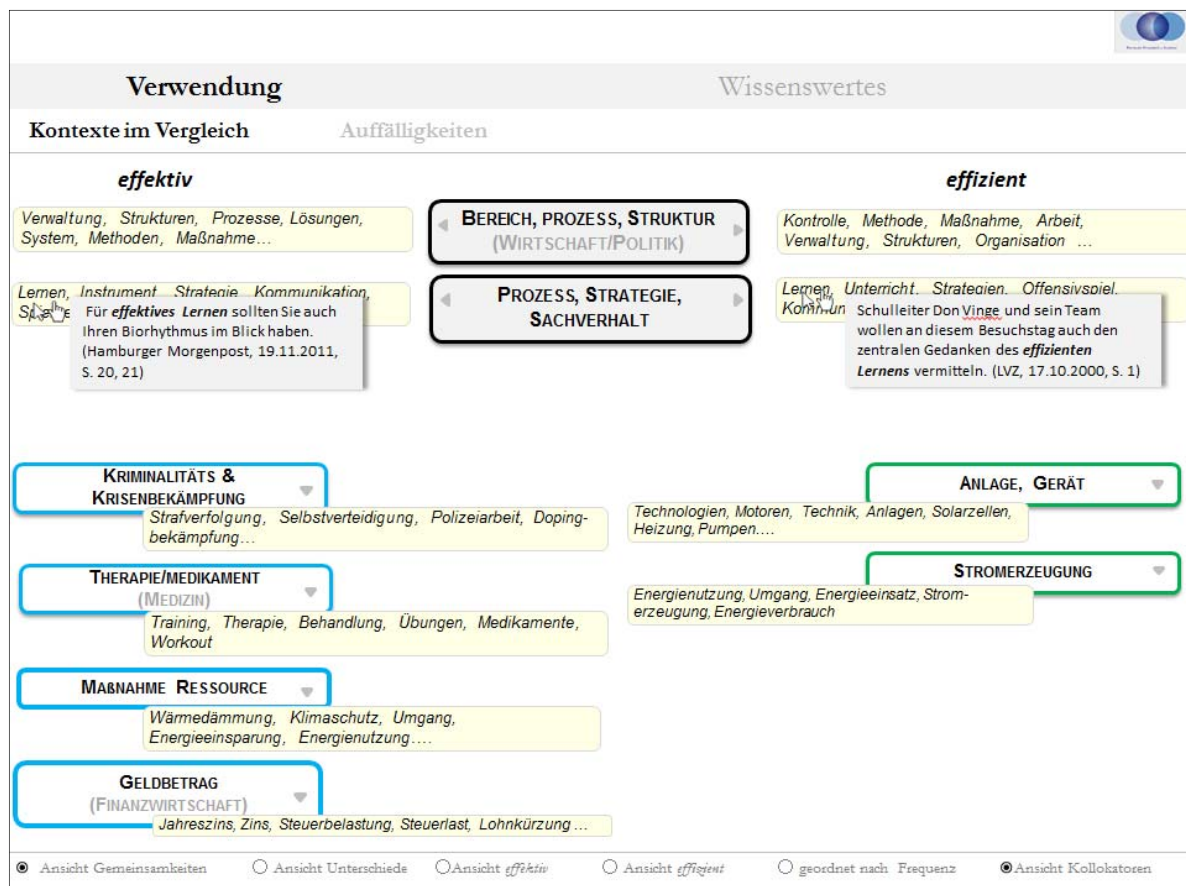 Verwendung Wissenswertes
Kontexte im Vergleich Auffälligkeiten
effektiv effizient
Verwaltung, Strukturen, Prozesse, Lösungen,
System, Methoden, Maßnahme...
BEREICH, PROZESS, STRUKTUR
(WIRTSCHAFT/POLITIK)
Kontrolle, Methode, Maßnahme, Arbeit,
Verwaltung, Strukturen, Organisation ...
Lernen, Instrument, Strategie, Kommunikation,
Für effektives Lernen sollten Sie auch
Ihren Biorhythmus im Blick haben.
(Hamburger Morgenpost, 19.11.2011,
S. 20, 21)
PROZESS, STRATEGIE,
SACHVERHALT
Lernen, Unterricht, Strategien, Offensivspiel,
Schulleiter Don Vinge und sein Team
wollen an diesem Besuchstag auch den
zentralen Gedanken des effizienten
Lernens vermitteln. (LVZ, 17.10.2000, S. 1)
KRIMINALITÄTS &
KRISENBEKÄMPFUNG
Strafverfolgung, Selbstverteidigung, Polizeiarbeit, Doping-
bekämpfung...
THERAPIE/MEDIKAMENT
(MEDIZIN)
Training, Therapie, Behandlung, Übungen, Medikamente,
Workout
MAßNAHME RESSOURCE
Wärmedämmung, Klimaschutz, Umgang,
Energieeinsparung, Energienutzung....
GELDBETRAG
(FINANZWIRTSCHAFT)
Jahreszins, Zins, Steuerbelastung, Steuerlast, Lohnkürzung ...
ANLAGE, GERÄT
Technologien, Motoren, Technik, Anlagen, Solarzellen,
Heizung, Pumpen....
STROMERZEUGUNG
Energienutzung, Umgang, Energieeinsatz, Strom-
erzeugung, Energieverbrauch
Ansicht Gemeinsamkeiten Ansicht Unterschiede Ansicht effektiv Ansicht effizient geordnet nach Frequenz Ansicht Kollokatoren